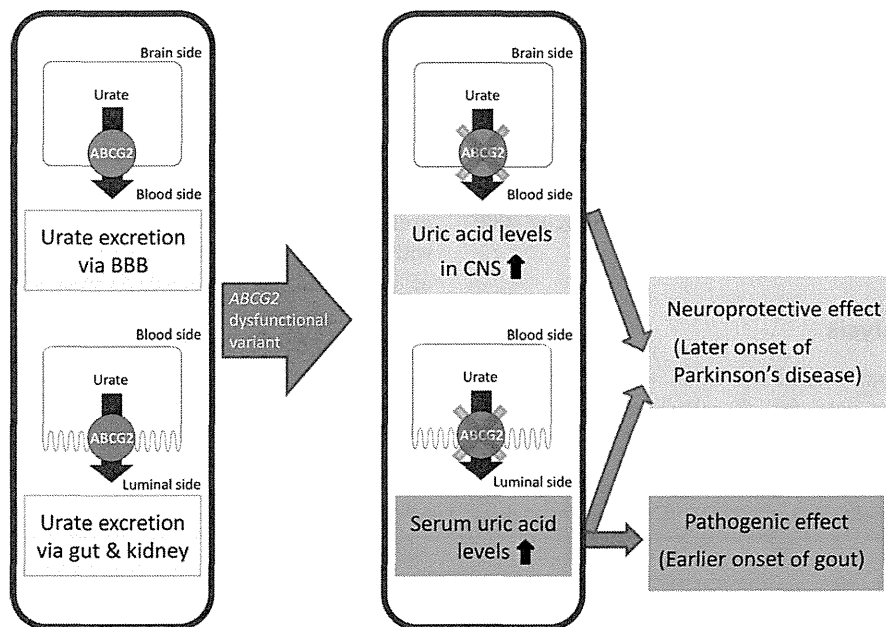 Brain side
Urate
ABCG2
Blood side
Urate excretion
via BBB
Blood side
Urate
ABCG2
Luminal side
Urate excretion
via gut & kidney
ABCG2
dysfunctional
variant
Brain side
Urate
ABCG2
Blood side
Uric acid levels
in CNS
Blood side
Urate
ABCG2
Luminal side
Serum uric acid
levels
Neuroprotective effect
(Later onset of
Parkinson's disease)
Pathogenic effect
(Earlier onset of gout)